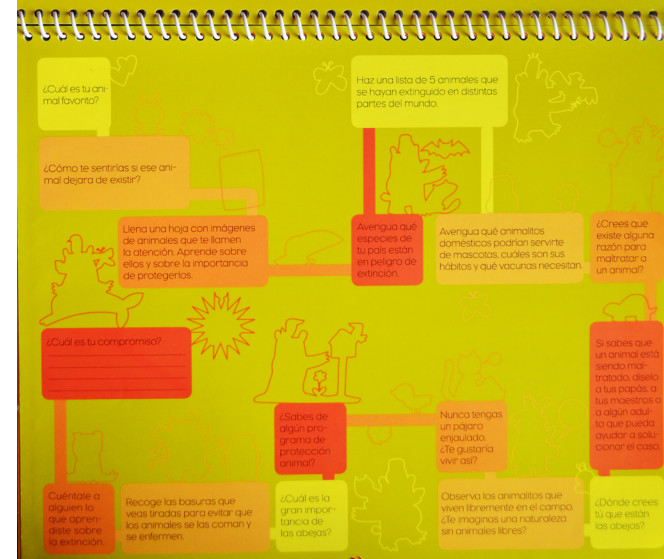 ¿Cuál es tu ani-
mal favorito?
¿Cómo te sentirías si ese ani-
mal dejara de existir?
Llena una hoja con imágenes
de animales que te llamen
la atención. Aprende sobre
ellos y sobre la importancia
de protegerlos.
Averigua qué
especies de
tu país están
en peligro de
extinción.
Haz una lista de 5 animales que
se hayan extinguido en distintas
partes del mundo.
Averigua qué animalitos
domésticos podrían servirte
de mascotas, cuáles son sus
hábitos y qué vacunas necesitan.
¿Crees que
existe alguna
razón para
maltratar a
un animal?
Si sabes que
un animal está
siendo mal-
tratado, díselo
a tus papás, a
tus maestros o
a algún adul-
to que pueda
ayudar a solu-
cionar el caso.
¿Dónde crees
tú que están
las abejas?
Observa los animalitos que
viven libremente en el campo.
¿Te imaginas una naturaleza
sin animales libres?
Nunca tengas
un pájaro
enjaulado.
¿Te gustaría
vivir así?
¿Sabes de
algún pro-
grama de
protección
animal?
¿Cuál es la
gran impor-
tancia de
las abejas?
Recoge las basuras que
veas tiradas para evitar que
los animales se las coman y
se enfermen.
Cuéntale a
alguien lo
que apren-
diste sobre
la extinción.
¿Cuál es tu compromiso?